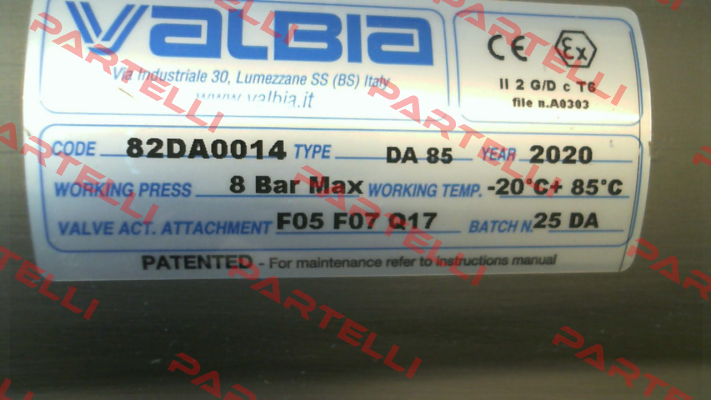 VALBIA
Via Industriale 30, Lumezzane SS (BS) Italy
www.valbia.it
CE Ex
II 2 G/D c T6
file n.A0303
CODE 82DA0014 TYPE DA 85 YEAR 2020
WORKING PRESS 8 Bar Max WORKING TEMP. -20°C+ 85°C
VALVE ACT. ATTACHMENT F05 F07 Q17 BATCH N. 25 DA
PATENTED - For maintenance refer to instructions manual
PARTELLI
PARTELLI
PARTELLI
PARTELLI
PARTELLI
PARTELLI
PARTELLI